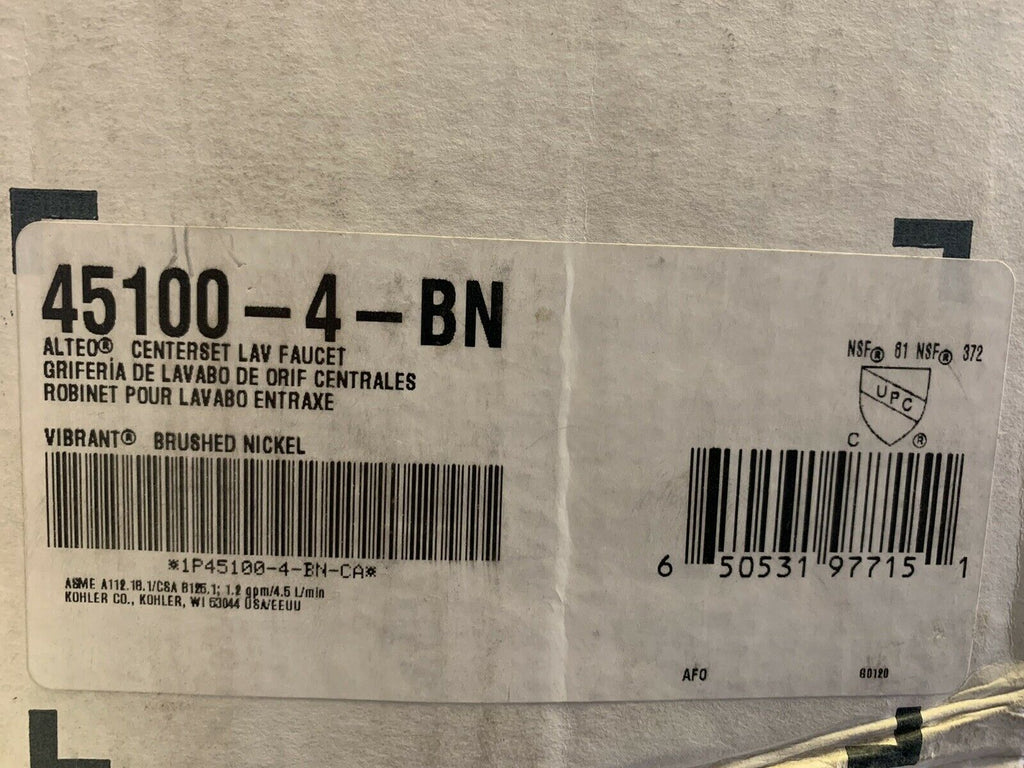 45100-4-BN
ALTEO® CENTERSET LAV FAUCET
GRIFERÍA DE LAVABO DE ORIF CENTRALES
ROBINET POUR LAVABO ENTRAXE
VIBRANT® BRUSHED NICKEL
*1P45100-4-BN-CA*
ASME A112.18.1/CSA B125.1; 1.2 gpm/4.5 L/min
KOHLER CO., KOHLER, WI 53044 USA/EEUU
NSF® 61 NSF® 372
UPC
C ®
6 50531 97715 1
AFO